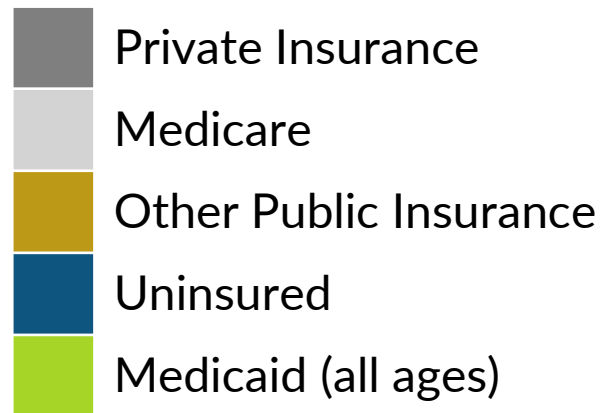 Private Insurance
Medicare
Other Public Insurance
Uninsured
Medicaid (all ages)